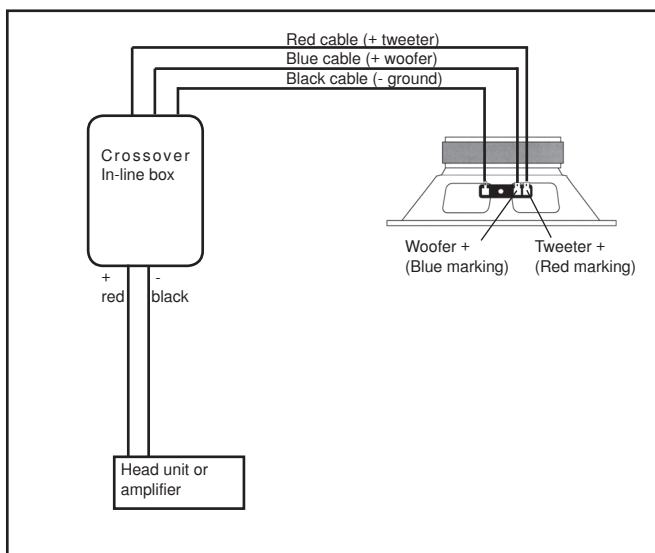 Red cable (+ tweeter)
Blue cable (+ woofer)
Black cable (- ground)
Crossover
In-line box
Woofer +
(Blue marking)
Tweeter +
(Red marking)
+ -
red black
Head unit or
amplifier